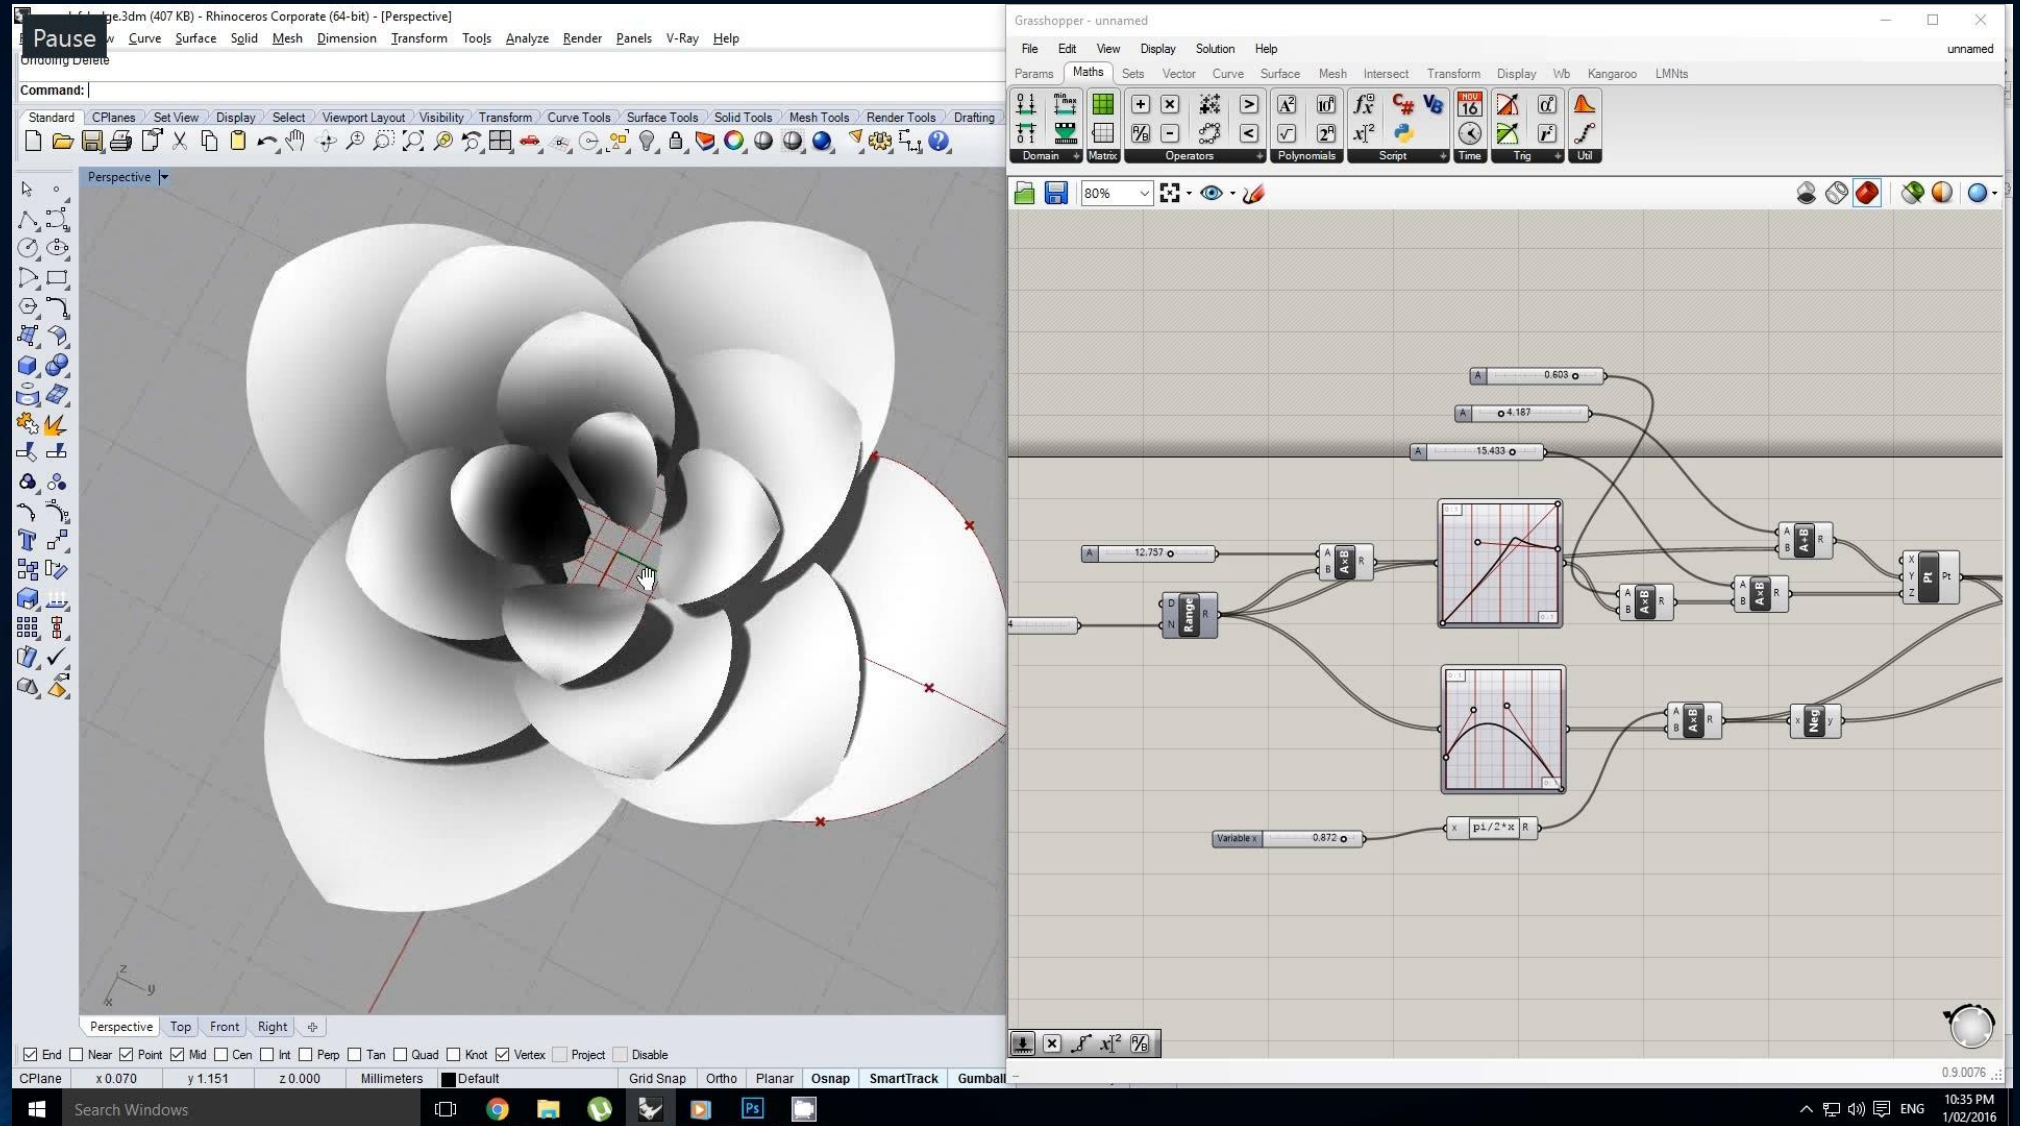 ge.3dm (407 KB) - Rhinoceros Corporate (64-bit) - [Perspective]
Pause
Curve Surface Solid Mesh Dimension Transform Tools Analyze Render Panels V-Ray Help
Undoing Delete
Command:
Standard CPlanes Set View Display Select Viewport Layout Visibility Transform Curve Tools Surface Tools Solid Tools Mesh Tools Render Tools Drafting
Perspective
z
y
x
Perspective Top Front Right
End Near Point Mid Cen Int Perp Tan Quad Knot Vertex Project Disable
CPlane x 0.070 y 1.151 z 0.000 Millimeters Default Grid Snap Ortho Planar Osnap SmartTrack Gumball
Grasshopper - unnamed
File Edit View Display Solution Help unnamed
Params Maths Sets Vector Curve Surface Mesh Intersect Transform Display Wb Kangaroo LMNts
Domain Matrix Operators Polynomials Script Time Trig Util
80%
A 0.603
A 4.187
A 15.433
A 12.757
A B A×B R
D N Range R
4
A B A×B R
A B A×B R
A B A+B R
X Y Z Pt Pt
A B A×B R
x Neg y
Variable x 0.872
x pi/2*x R
0.9.0076
Search Windows
Ps
ENG
10:35 PM
1/02/2016